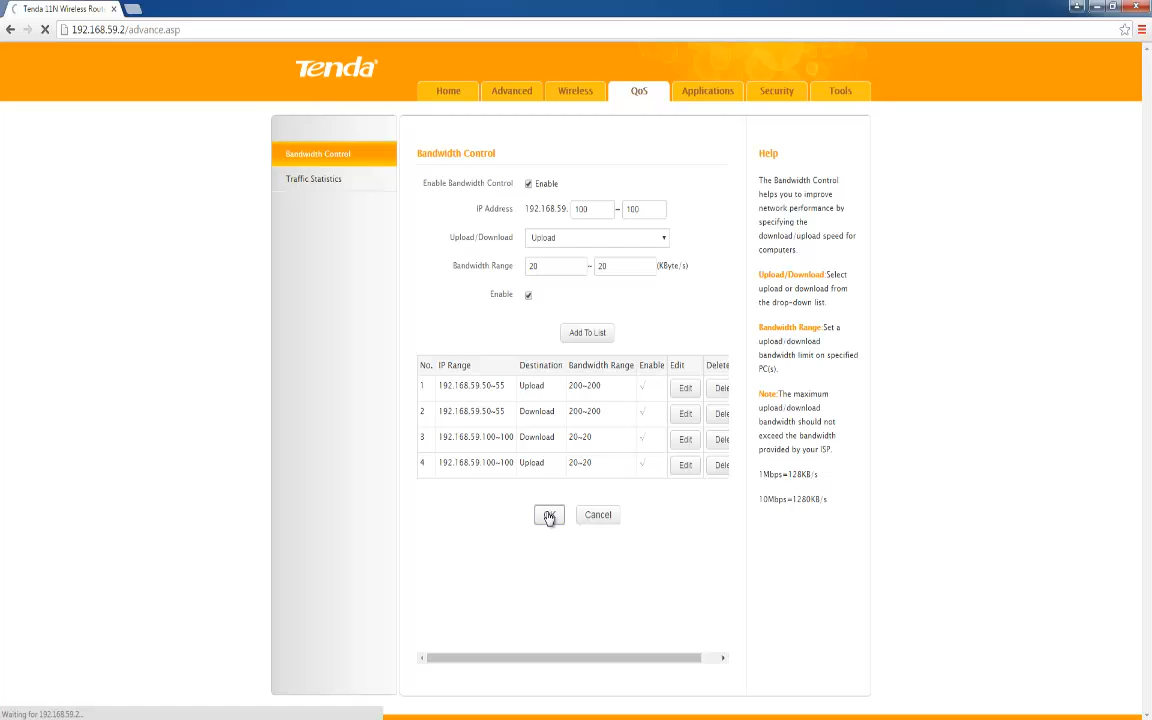 Tenda 11N Wireless Rout
192.168.59.2/advance.asp
Tenda
Home Advanced Wireless QoS Applications Security Tools
Bandwidth Control
Traffic Statistics
Bandwidth Control
Enable Bandwidth Control Enable
IP Address 192.168.59. 100 ~ 100
Upload/Download Upload
Bandwidth Range 20 ~ 20 (KByte/s)
Enable
Add To List
No. IP Range Destination Bandwidth Range Enable Edit Delete
1 192.168.59.50~55 Upload 200~200 √ Edit Dele
2 192.168.59.50~55 Download 200~200 √ Edit Dele
3 192.168.59.100~100 Download 20~20 √ Edit Dele
4 192.168.59.100~100 Upload 20~20 √ Edit Dele
Cancel
Help
The Bandwidth Control
helps you to improve
network performance by
specifying the
download/upload speed for
computers.
Upload/Download:Select
upload or download from
the drop-down list.
Bandwidth Range:Set a
upload/download
bandwidth limit on specified
PC(s).
Note:The maximum
upload/download
bandwidth should not
exceed the bandwidth
provided by your ISP.
1Mbps=128KB/s
10Mbps=1280KB/s
Waiting for 192.168.59.2...